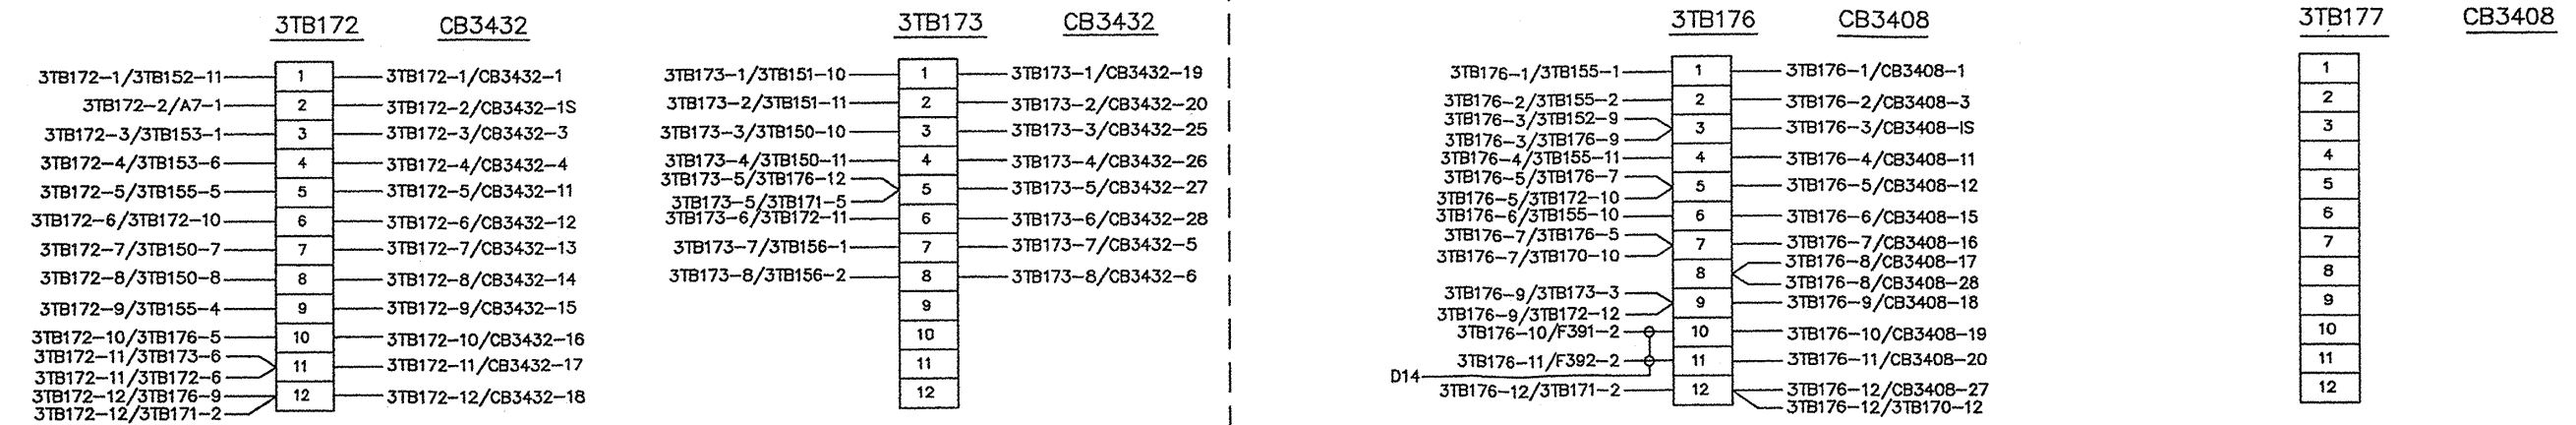 3TB172 CB3432
3TB172-1/3TB152-11 1 3TB172-1/CB3432-1
3TB172-2/A7-1 2 3TB172-2/CB3432-1S
3TB172-3/3TB153-1 3 3TB172-3/CB3432-3
3TB172-4/3TB153-6 4 3TB172-4/CB3432-4
3TB172-5/3TB155-5 5 3TB172-5/CB3432-11
3TB172-6/3TB172-10 6 3TB172-6/CB3432-12
3TB172-7/3TB150-7 7 3TB172-7/CB3432-13
3TB172-8/3TB150-8 8 3TB172-8/CB3432-14
3TB172-9/3TB155-4 9 3TB172-9/CB3432-15
3TB172-10/3TB176-5 10 3TB172-10/CB3432-16
3TB172-11/3TB173-6
11 3TB172-11/CB3432-17
3TB172-11/3TB172-6
3TB172-12/3TB176-9 12 3TB172-12/CB3432-18
3TB172-12/3TB171-2
3TB173 CB3432
3TB173-1/3TB151-10 1 3TB173-1/CB3432-19
3TB173-2/3TB151-11 2 3TB173-2/CB3432-20
3TB173-3/3TB150-10 3 3TB173-3/CB3432-25
3TB173-4/3TB150-11 4 3TB173-4/CB3432-26
3TB173-5/3TB176-12
5 3TB173-5/CB3432-27
3TB173-5/3TB171-5
3TB173-6/3TB172-11 6 3TB173-6/CB3432-28
3TB173-7/3TB156-1 7 3TB173-7/CB3432-5
3TB173-8/3TB156-2 8 3TB173-8/CB3432-6
9
10
11
12
3TB176 CB3408
3TB176-1/3TB155-1 1 3TB176-1/CB3408-1
3TB176-2/3TB155-2 2 3TB176-2/CB3408-3
3TB176-3/3TB152-9
3 3TB176-3/CB3408-IS
3TB176-3/3TB176-9
3TB176-4/3TB155-11 4 3TB176-4/CB3408-11
3TB176-5/3TB176-7
5 3TB176-5/CB3408-12
3TB176-5/3TB172-10
3TB176-6/3TB155-10 6 3TB176-6/CB3408-15
3TB176-7/3TB176-5
7 3TB176-7/CB3408-16
3TB176-7/3TB170-10
3TB176-8/CB3408-17
8
3TB176-8/CB3408-28
3TB176-9/3TB173-3
9 3TB176-9/CB3408-18
3TB176-9/3TB172-12
3TB176-10/F391-2 10 3TB176-10/CB3408-19
3TB176-11/F392-2 11 3TB176-11/CB3408-20
D14
3TB176-12/3TB171-2 12 3TB176-12/CB3408-27
3TB176-12/3TB170-12
3TB177 CB3408
1
2
3
4
5
6
7
8
9
10
11
12